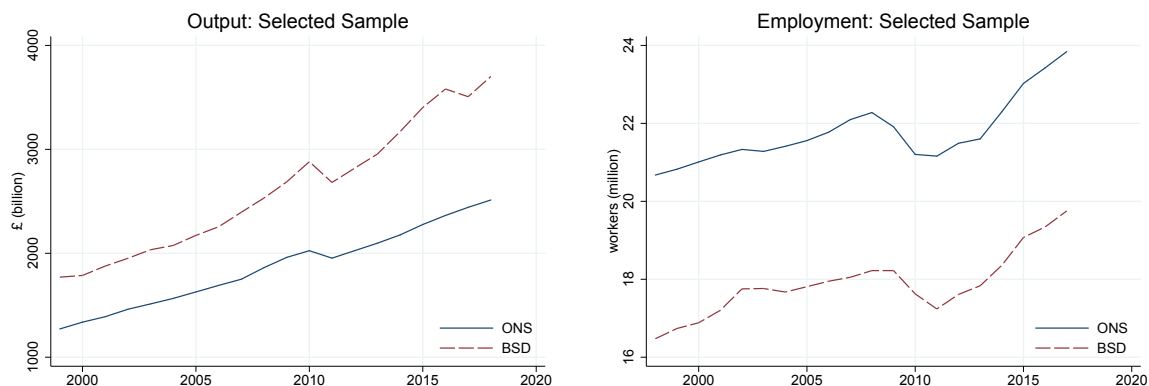 Output: Selected Sample
£ (billion)
4000
3000
2000
1000
2000
2005
2010
2015
2020
ONS
BSD
Employment: Selected Sample
workers (million)
24
22
20
18
16
2000
2005
2010
2015
2020
ONS
BSD